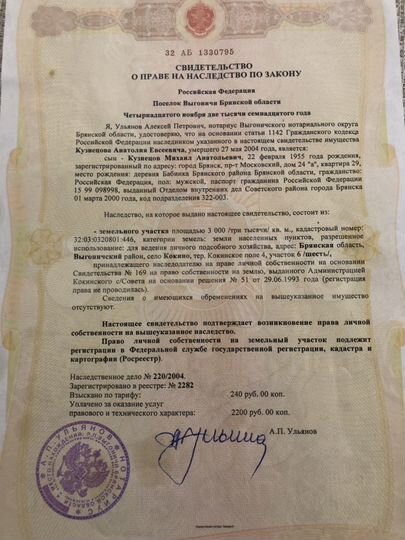 32 АБ 1330795
СВИДЕТЕЛЬСТВО
О ПРАВЕ НА НАСЛЕДСТВО ПО ЗАКОНУ
Российская Федерация
Поселок Выгоничи Брянской области
Четырнадцатого ноября две тысячи семнадцатого года
Я, Ульянов Алексей Петрович, нотариус Выгоничского нотариального округа
Брянской области, удостоверяю, что на основании статьи 1142 Гражданского кодекса
Российской Федерации наследником указанного в настоящем свидетельстве имущества
Кузнецова Анатолия Евсеевича, умершего 27 мая 2004 года, является:
сын - Кузнецов Михаил Анатольевич, 22 февраля 1955 года рождения,
зарегистрированный по адресу: город Брянск, пр-т Московский, дом 24 "а", квартира 29,
место рождения: деревня Бабинка Брянского района Брянской области, гражданство:
Российская Федерация, пол: мужской, паспорт гражданина Российской Федерации
15 99 098998, выданный Отделом внутренних дел Советского района города Брянска
01 марта 2000 года, код подразделения 322-003.
Наследство, на которое выдано настоящее свидетельство, состоит из:
- земельного участка площадью 3 000 /три тысячи/ кв. м., кадастровый номер:
32:03:0320801:446, категория земель: земли населенных пунктов, разрешенное
использование: для ведения личного подсобного хозяйства, адрес: Брянская область,
Выгоничский район, село Кокино, тер. Кокинское поле 4, участок 6 /шесть/,
принадлежащего наследодателю на праве личной собственности на основании
Свидетельства № 169 на право собственности на землю, выданного Администрацией
Кокинского с/Совета на основании решения № 51 от 29.06.1993 года (регистрация
права не проводилась).
Сведения о имеющихся обременениях на вышеуказанное имущество
отсутствуют.
Настоящее свидетельство подтверждает возникновение права личной
собственности на вышеуказанное наследство.
Право личной собственности на земельный участок подлежит
регистрации в Федеральной службе государственной регистрации, кадастра и
картографии (Росреестр).
Наследственное дело № 220/2004.
Зарегистрировано в реестре: № 2282
Взыскано по тарифу: 240 руб. 00 коп.
Уплачено за оказание услуг
правового и технического характера: 2200 руб. 00 коп.
А.П. Ульянов